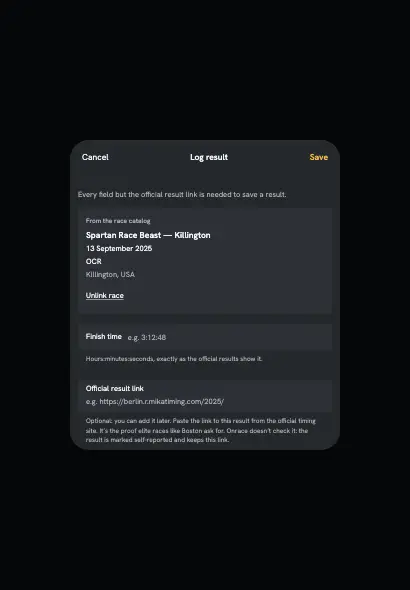 Cancel
Log result
Save
Every field but the official result link is needed to save a result.
From the race catalog
Spartan Race Beast — Killington
13 September 2025
OCR
Killington, USA
Unlink race
Finish time e.g. 3:12:48
Hours:minutes:seconds, exactly as the official results show it.
Official result link
e.g. https://berlin.r.mikatiming.com/2025/
Optional: you can add it later. Paste the link to this result from the official timing
site. It's the proof elite races like Boston ask for. Onrace doesn't check it: the
result is marked self-reported and keeps this link.